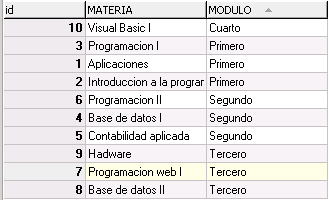 id MATERIA MODULO
10 Visual Basic I Cuarto
3 Programacion I Primero
1 Aplicaciones Primero
2 Introduccion a la prograr Primero
6 Programacion II Segundo
4 Base de datos I Segundo
5 Contabilidad aplicada Segundo
9 Hadware Tercero
7 Programacion web I Tercero
8 Base de datos II Tercero